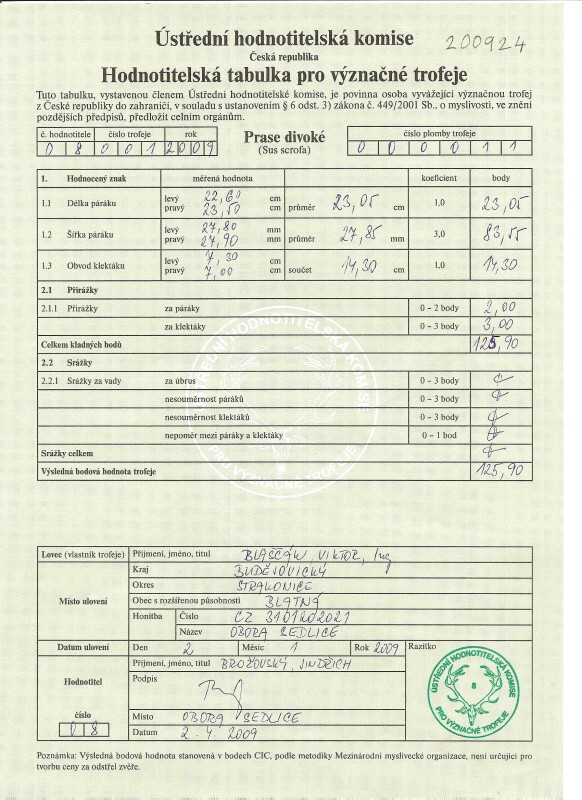 Ústřední hodnotitelská komise
200924
Česká republika
Hodnotitelská tabulka pro význačné trofeje
Tuto tabulku, vystavenou členem Ústřední hodnotitelské komise, je povinna osoba vyvážející význačnou trofej
z České republiky do zahraničí, v souladu s ustanovením § 6 odst. 3) zákona č. 449/2001 Sb., o myslivosti, ve znění
pozdějších předpisů, předložit celním orgánům.
č. hodnotitele číslo trofeje rok
0 8 0 0 1 2009
Prase divoké
(Sus scrofa)
číslo plomby trofeje
0 0 0 0 1 1
1. Hodnocený znak měřená hodnota koeficient body
1.1 Délka páráku levý 22,60 cm
pravý 23,50 cm průměr 23,05 cm 1,0 23,05
1.2 Šířka páráku levý 27,80 mm
pravý 27,90 mm průměr 27,85 mm 3,0 83,55
1.3 Obvod klektáku levý 7,30 cm
pravý 7,00 cm součet 14,30 cm 1,0 14,30
2.1 Přirážky
2.1.1 Přirážky za páráky 0 – 2 body 2,00
za klektáky 0 – 3 body 3,00
Celkem kladných bodů 125,90
2.2 Srážky
2.2.1 Srážky za vady za úbrus 0 – 3 body
nesouměrnost páráků 0 – 3 body
nesouměrnost klektáků 0 – 3 body
nepoměr mezi páráky a klektáky 0 – 1 bod
Srážky celkem
Výsledná bodová hodnota trofeje 125,90
ÚSTŘEDNÍ HODNOTITELSKÁ KOMISE
PRO VÝZNAČNÉ TROFEJE
Lovec (vlastník trofeje) Příjmení, jméno, titul BLAŠČÁK, VIKTOR, Ing
Místo ulovení
Kraj BUDĚJOVICKÝ
Okres STRAKONICE
Obec s rozšířenou působností BLATNÁ
Honitba Číslo CZ 3107202021
Název OBORA SEDLICE
Datum ulovení Den 2 Měsíc 1 Rok 2009 Razítko
Hodnotitel
Příjmení, jméno, titul BROŽOVSKÝ, JINDŘICH
Podpis
číslo
0 8
Místo OBORA SEDLICE
Datum 2. 4. 2009
ÚSTŘEDNÍ HODNOTITELSKÁ KOMISE
8
PRO VÝZNAČNÉ TROFEJE
Poznámka: Výsledná bodová hodnota stanovená v bodech CIC, podle metodiky Mezinárodní myslivecké organizace, není určující pro
tvorbu ceny za odstřel zvěře.